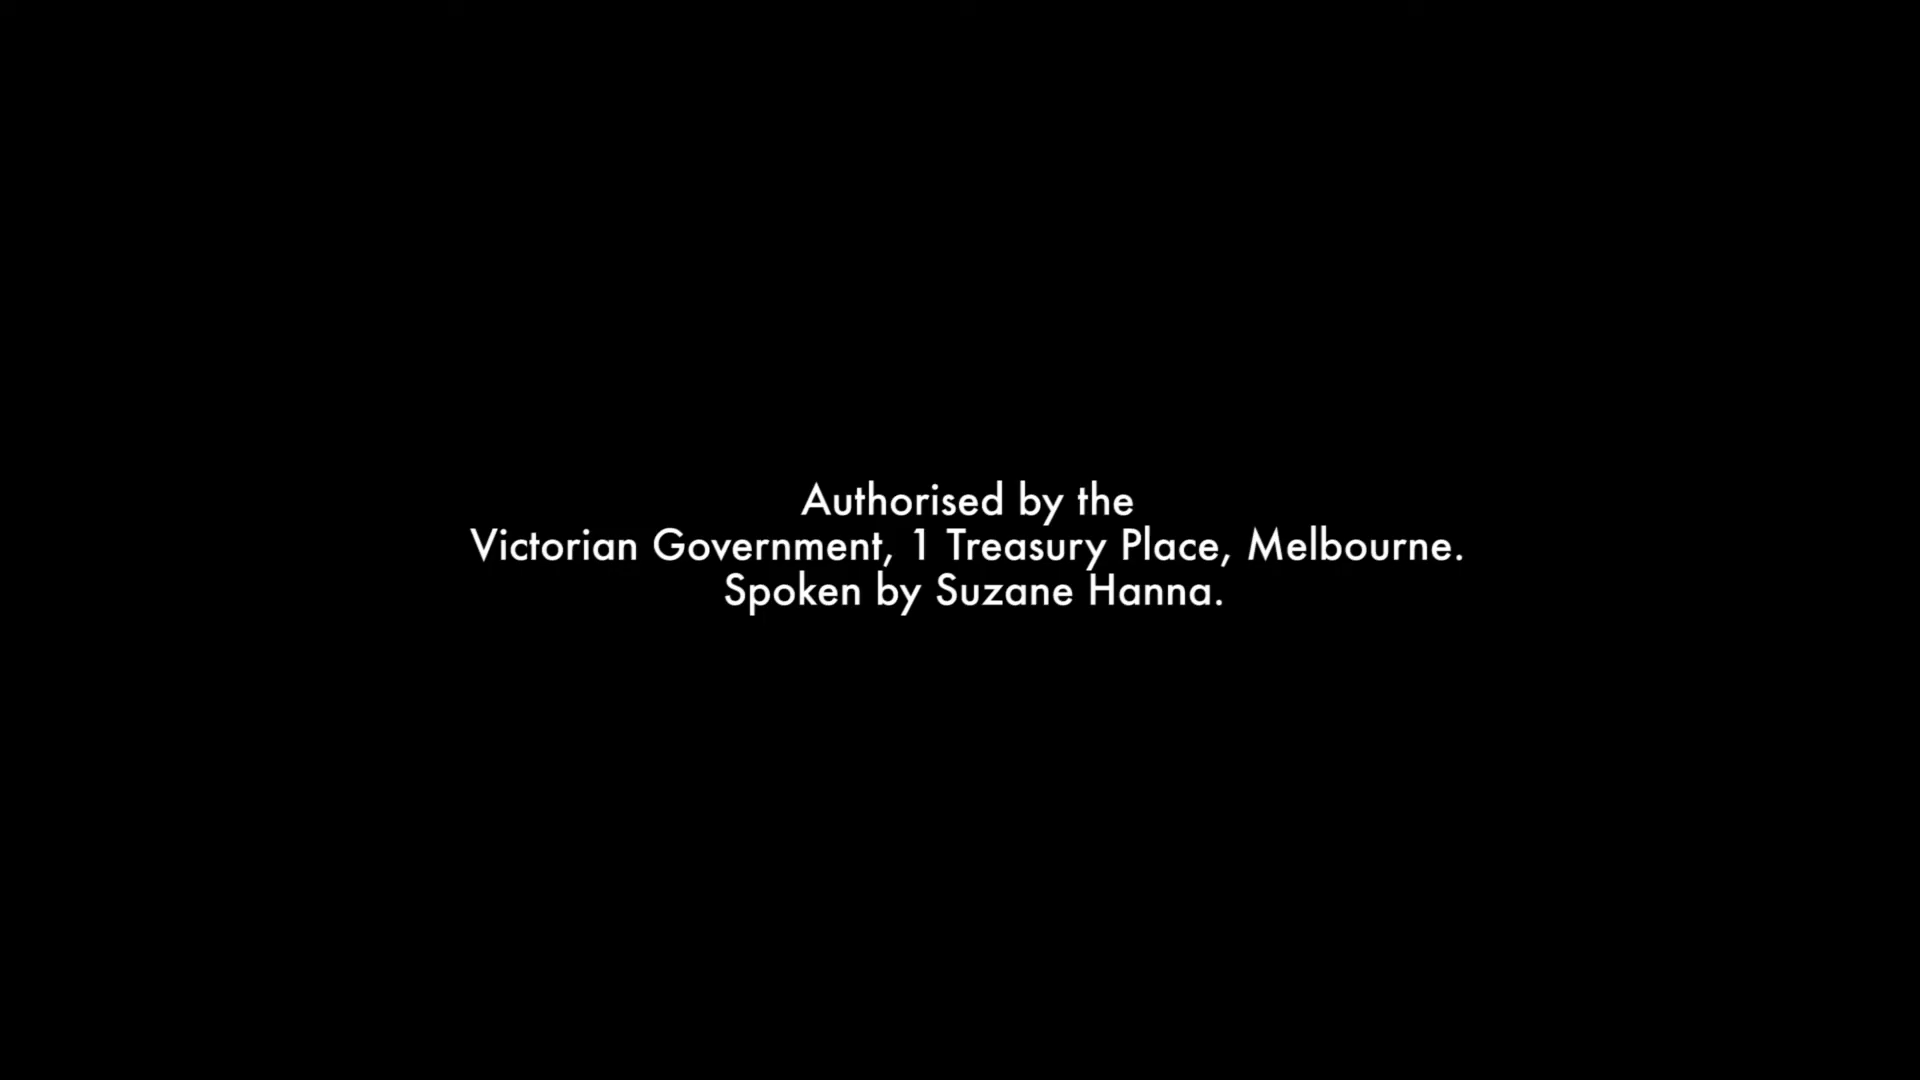 Authorised by the
Victorian Government, 1 Treasury Place, Melbourne.
Spoken by Suzane Hanna.